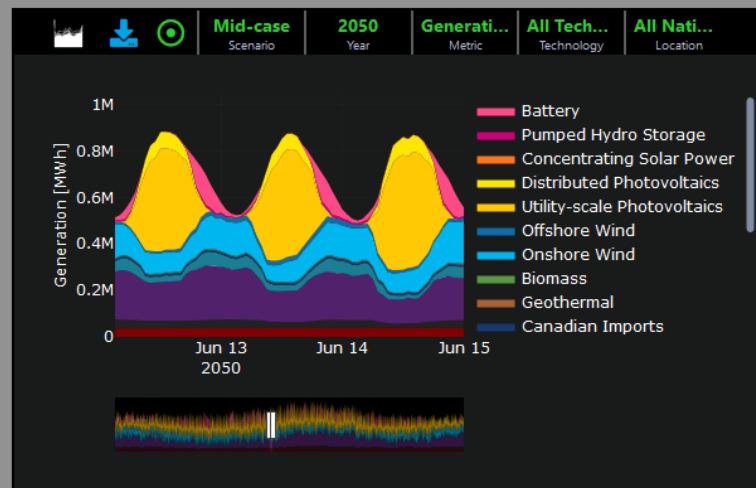 Mid-case 2050 Generati... All Tech... All Nati...
Scenario Year Metric Technology Location
1M
0.8M
0.6M
0.4M
0.2M
0
Generation [MWh]
Jun 13 Jun 14 Jun 15
2050
Battery
Pumped Hydro Storage
Concentrating Solar Power
Distributed Photovoltaics
Utility-scale Photovoltaics
Offshore Wind
Onshore Wind
Biomass
Geothermal
Canadian Imports